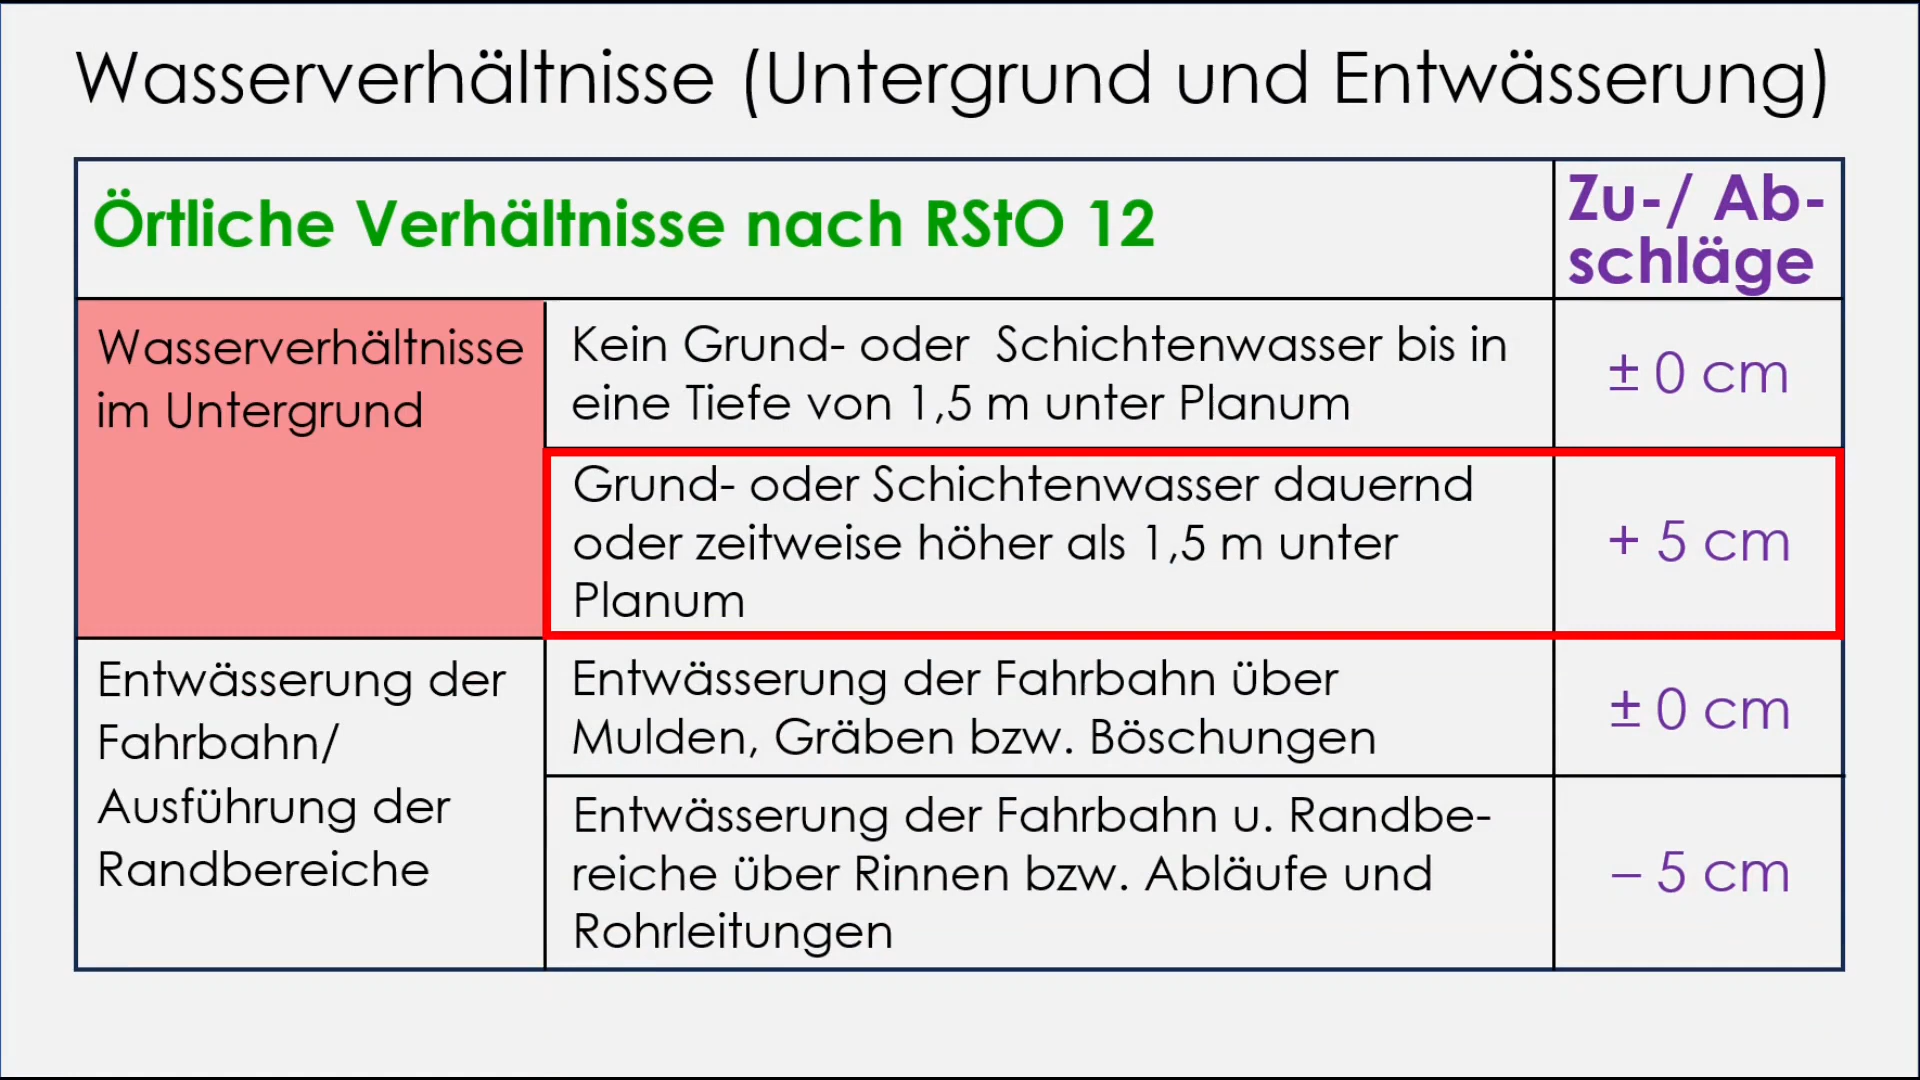 Wasserverhältnisse (Untergrund und Entwässerung)
Örtliche Verhältnisse nach RStO 12
Zu-/ Ab-
schläge
Wasserverhältnisse
im Untergrund
Kein Grund- oder Schichtenwasser bis in
eine Tiefe von 1,5 m unter Planum
± 0 cm
Grund- oder Schichtenwasser dauernd
oder zeitweise höher als 1,5 m unter
Planum
+ 5 cm
Entwässerung der
Fahrbahn/
Ausführung der
Randbereiche
Entwässerung der Fahrbahn über
Mulden, Gräben bzw. Böschungen
± 0 cm
Entwässerung der Fahrbahn u. Randbe-
reiche über Rinnen bzw. Abläufe und
Rohrleitungen
– 5 cm